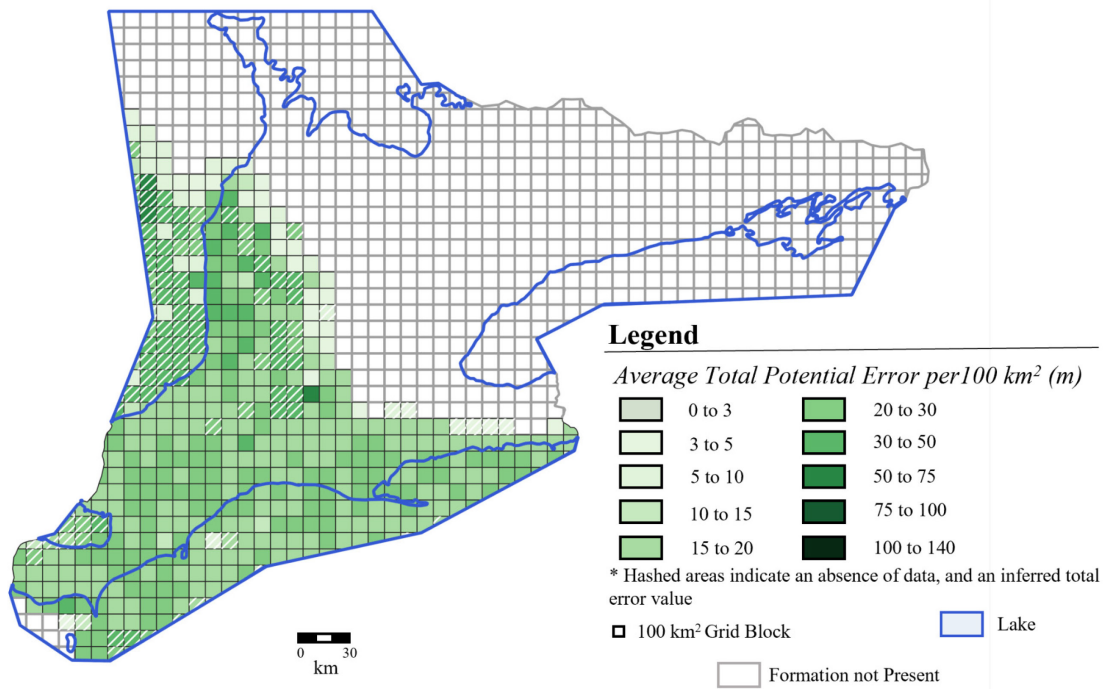 Legend
Average Total Potential Error per100 km² (m)
0 to 3
20 to 30
3 to 5
30 to 50
5 to 10
50 to 75
10 to 15
75 to 100
15 to 20
100 to 140
* Hashed areas indicate an absence of data, and an inferred total
error value
100 km² Grid Block
Lake
Formation not Present
0 30
km